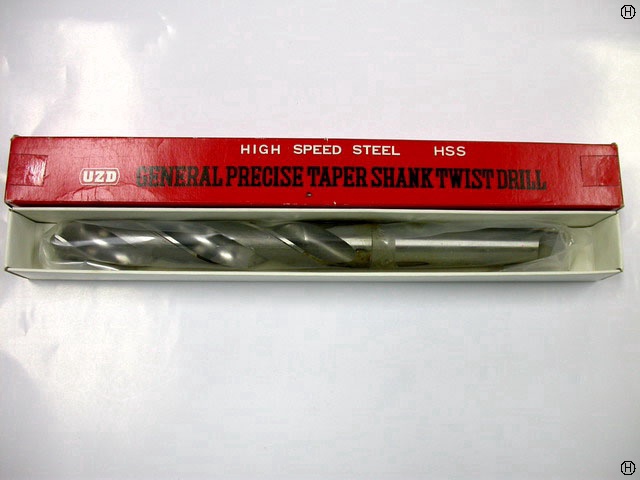 HIGH SPEED STEEL HSS
UZD GENERAL PRECISE TAPER SHANK TWIST DRILL
H
H